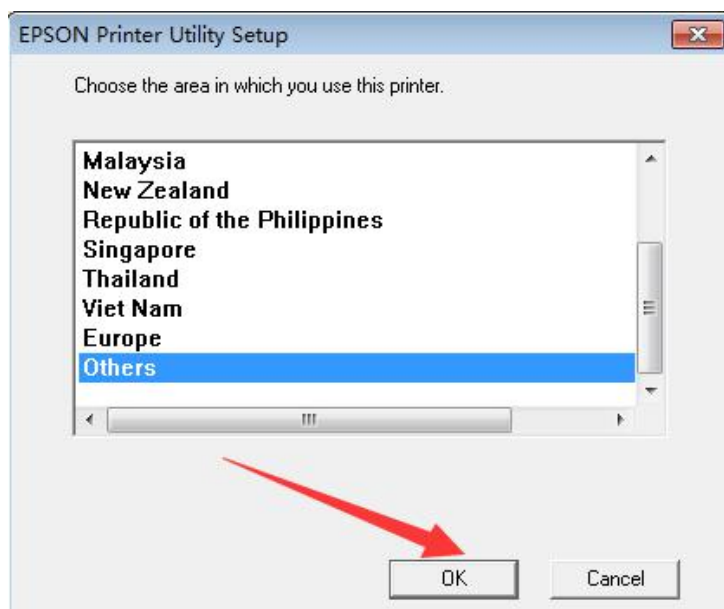 EPSON Printer Utility Setup
Choose the area in which you use this printer.
Malaysia
New Zealand
Republic of the Philippines
Singapore
Thailand
Viet Nam
Europe
Others
OK
Cancel